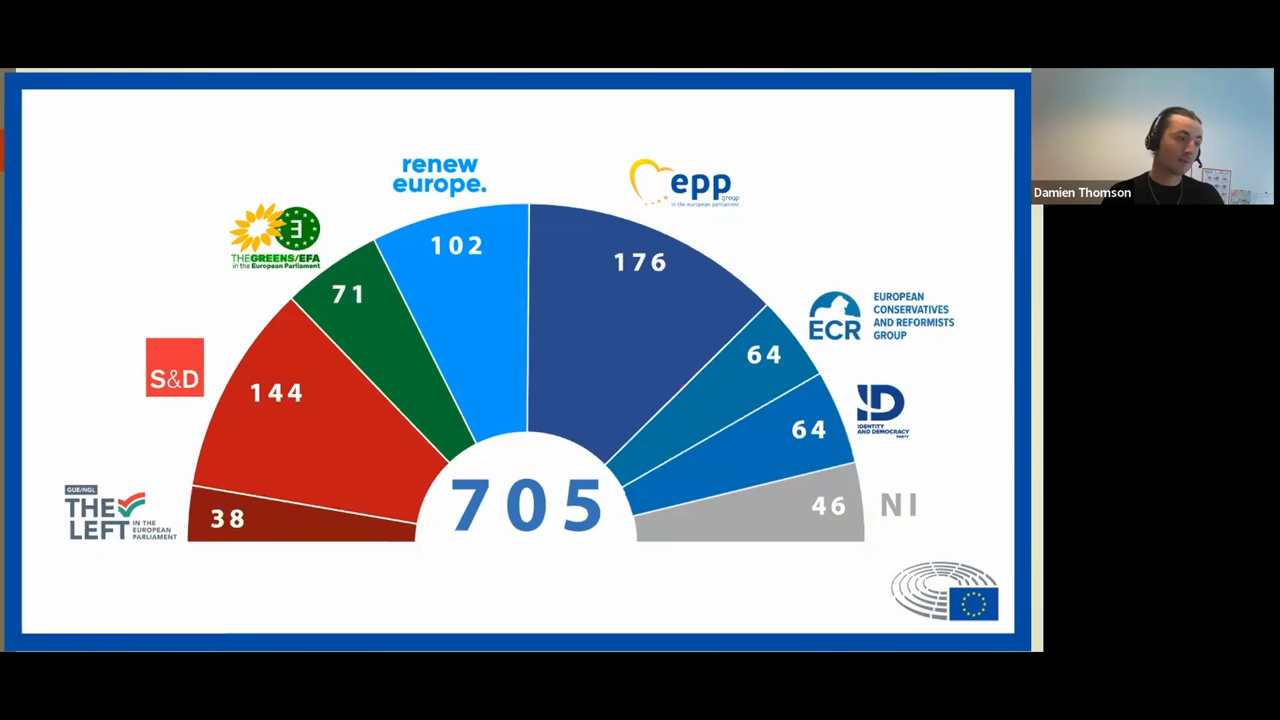 renew
europe.
epp
group
in the european parliament
THE GREENS/EFA
in the European Parliament
102
176
71
ECR
EUROPEAN
CONSERVATIVES
AND REFORMISTS
GROUP
64
S&D
144
ID
IDENTITY
AND DEMOCRACY
PARTY
64
GUE/NGL
THE
LEFT
IN THE
EUROPEAN
PARLIAMENT
38
705
46
NI
Damien Thomson